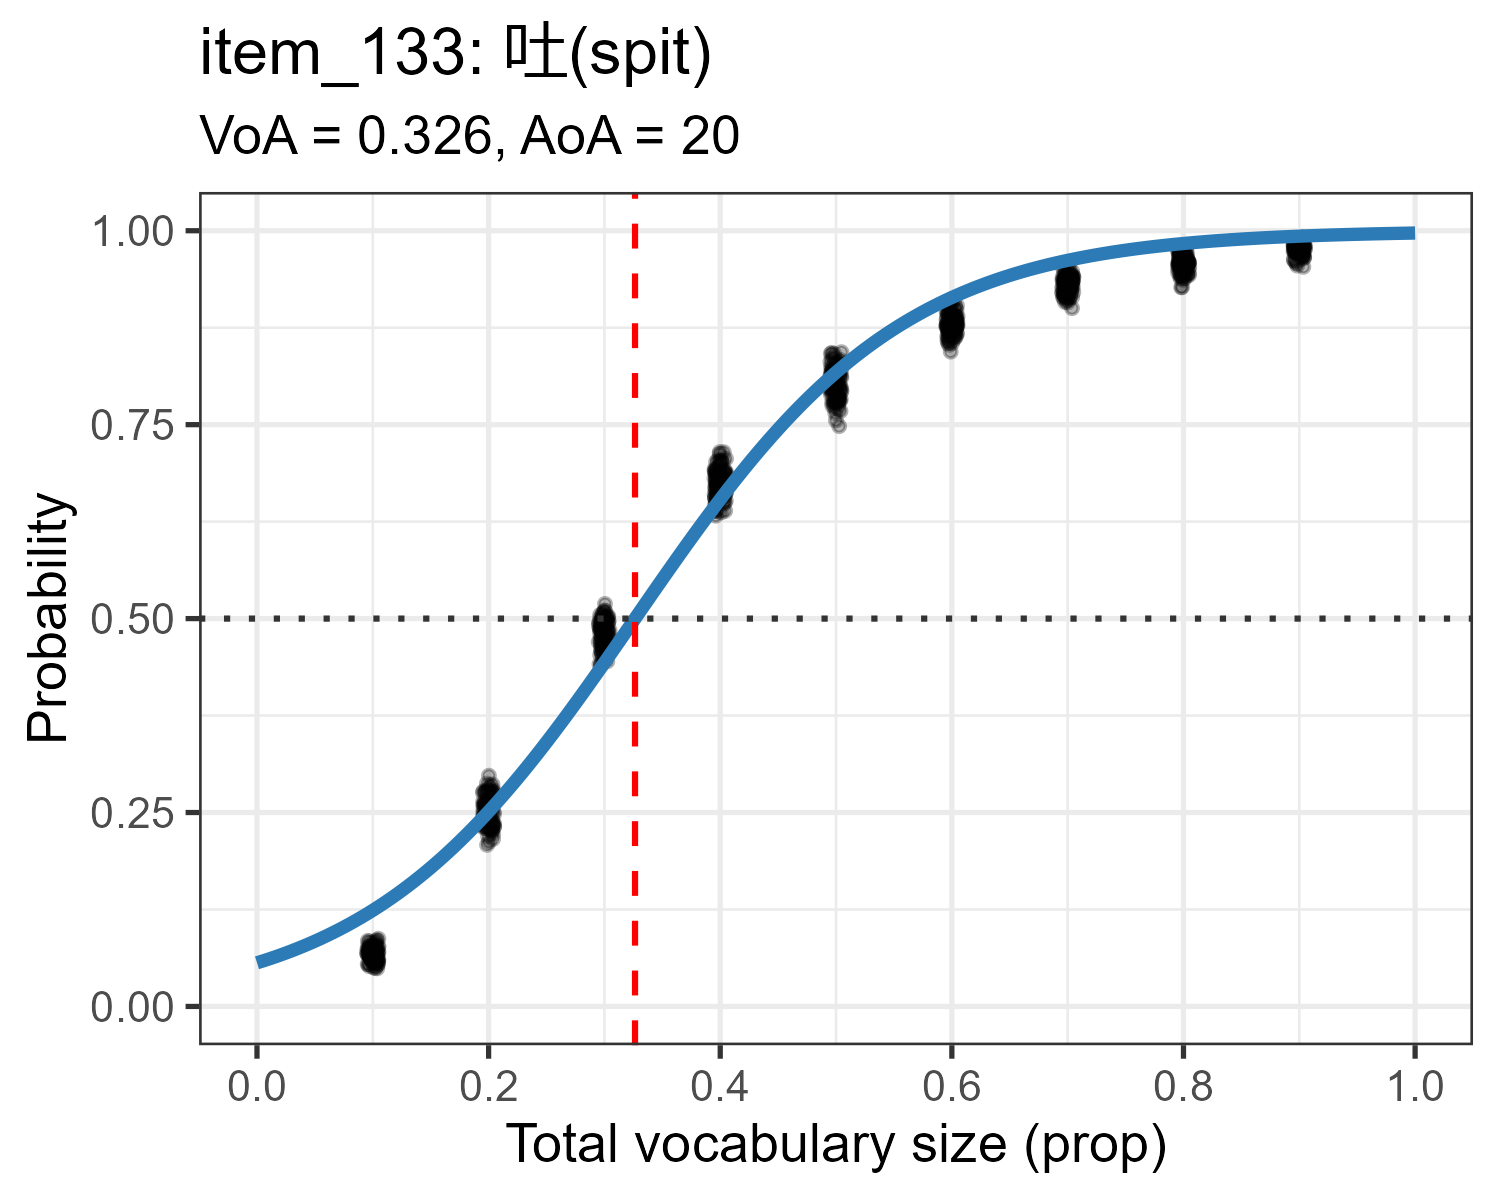 item_133: 吐(spit)
VoA = 0.326, AoA = 20
1.00
0.75
0.50
0.25
0.00
Probability
0.0 0.2 0.4 0.6 0.8 1.0
Total vocabulary size (prop)